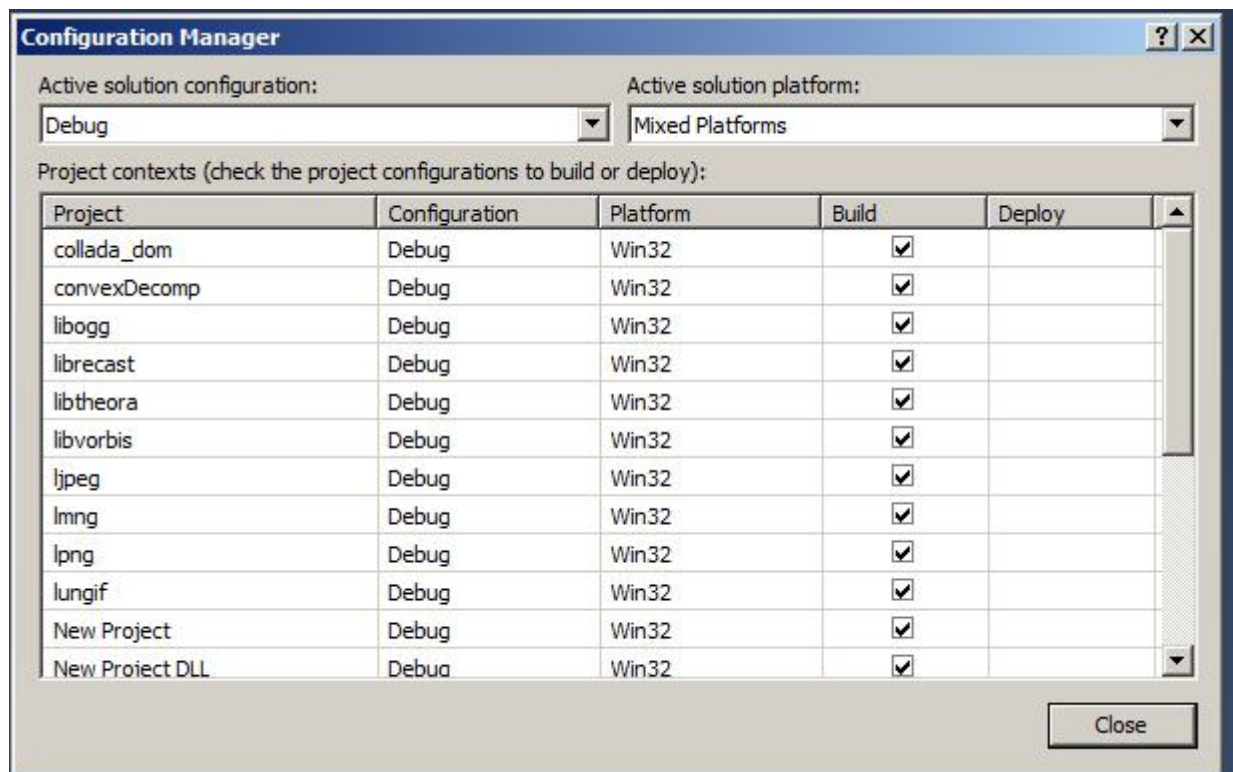 Configuration Manager
Active solution configuration: Active solution platform:
Debug Mixed Platforms
Project contexts (check the project configurations to build or deploy):
Project Configuration Platform Build Deploy
collada_dom Debug Win32
convexDecomp Debug Win32
libogg Debug Win32
librecast Debug Win32
libtheora Debug Win32
libvorbis Debug Win32
ljpeg Debug Win32
lmng Debug Win32
lpng Debug Win32
lungif Debug Win32
New Project Debug Win32
New Project DLL Debug Win32
Close